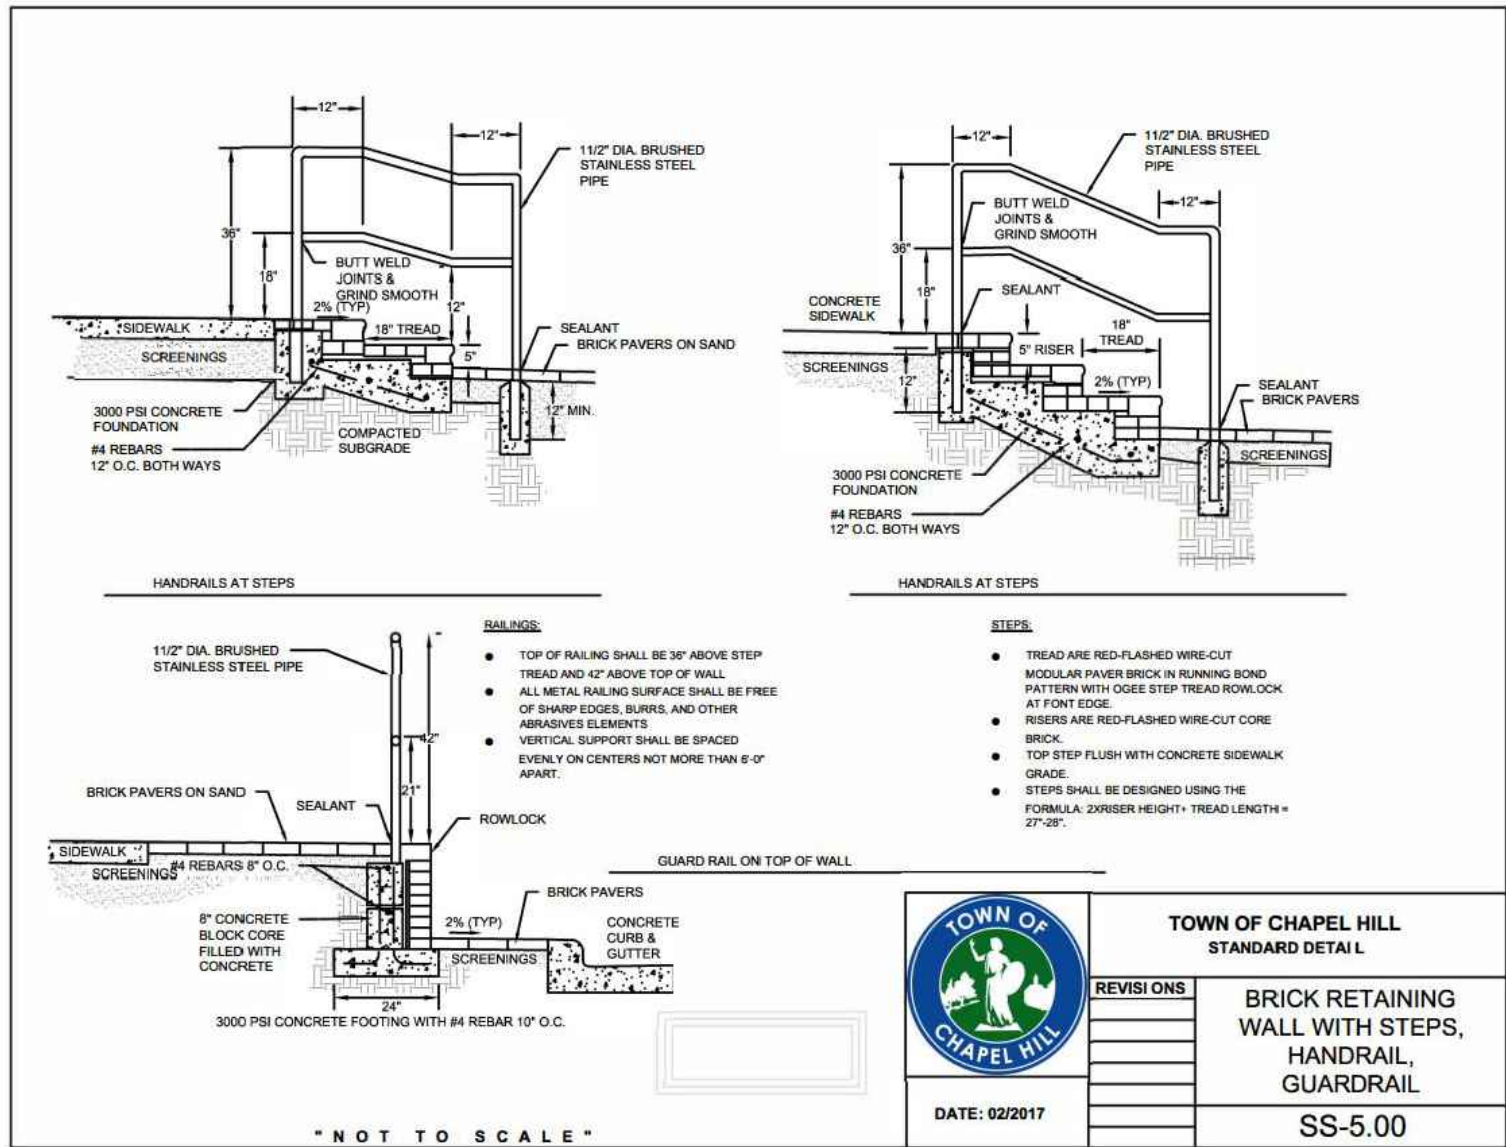 12"
12"
11/2" DIA. BRUSHED
STAINLESS STEEL
PIPE
36"
18"
BUTT WELD
JOINTS &
GRIND SMOOTH
2% (TYP)
12"
18" TREAD
5"
SIDEWALK
SCREENINGS
SEALANT
BRICK PAVERS ON SAND
12" MIN.
3000 PSI CONCRETE
FOUNDATION
#4 REBARS
12" O.C. BOTH WAYS
COMPACTED
SUBGRADE
HANDRAILS AT STEPS
12"
11/2" DIA. BRUSHED
STAINLESS STEEL
PIPE
12"
BUTT WELD
JOINTS &
GRIND SMOOTH
36"
18"
SEALANT
CONCRETE
SIDEWALK
18"
TREAD
5" RISER
SCREENINGS
12"
2% (TYP)
SEALANT
BRICK PAVERS
SCREENINGS
3000 PSI CONCRETE
FOUNDATION
#4 REBARS
12" O.C. BOTH WAYS
HANDRAILS AT STEPS
11/2" DIA. BRUSHED
STAINLESS STEEL PIPE
"
42"
21"
BRICK PAVERS ON SAND
SEALANT
ROWLOCK
SIDEWALK
#4 REBARS 8" O.C.
SCREENINGS
8" CONCRETE
BLOCK CORE
FILLED WITH
CONCRETE
2% (TYP)
BRICK PAVERS
CONCRETE
CURB &
GUTTER
SCREENINGS
24"
3000 PSI CONCRETE FOOTING WITH #4 REBAR 10" O.C.
GUARD RAIL ON TOP OF WALL
RAILINGS:
● TOP OF RAILING SHALL BE 36" ABOVE STEP
TREAD AND 42" ABOVE TOP OF WALL
● ALL METAL RAILING SURFACE SHALL BE FREE
OF SHARP EDGES, BURRS, AND OTHER
ABRASIVES ELEMENTS
● VERTICAL SUPPORT SHALL BE SPACED
EVENLY ON CENTERS NOT MORE THAN 6'-0"
APART.
STEPS:
● TREAD ARE RED-FLASHED WIRE-CUT
MODULAR PAVER BRICK IN RUNNING BOND
PATTERN WITH OGEE STEP TREAD ROWLOCK
AT FONT EDGE.
● RISERS ARE RED-FLASHED WIRE-CUT CORE
BRICK.
● TOP STEP FLUSH WITH CONCRETE SIDEWALK
GRADE.
● STEPS SHALL BE DESIGNED USING THE
FORMULA: 2XRISER HEIGHT+ TREAD LENGTH =
27"-28".
TOWN OF
CHAPEL HILL
TOWN OF CHAPEL HILL
STANDARD DETAIL
REVISIONS
BRICK RETAINING
WALL WITH STEPS,
HANDRAIL,
GUARDRAIL
DATE: 02/2017
SS-5.00
"NOT TO SCALE"